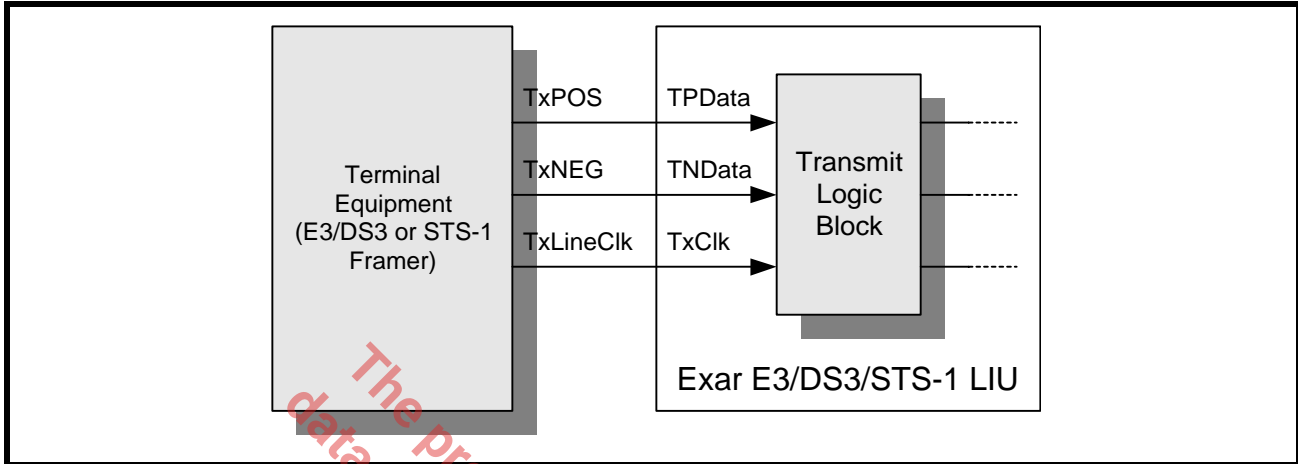 TxPOS TPData
TxNEG TNData
TxLineClk TxClk
Terminal
Equipment
(E3/DS3 or STS-1
Framer)
Transmit
Logic
Block
Exar E3/DS3/STS-1 LIU
The
data